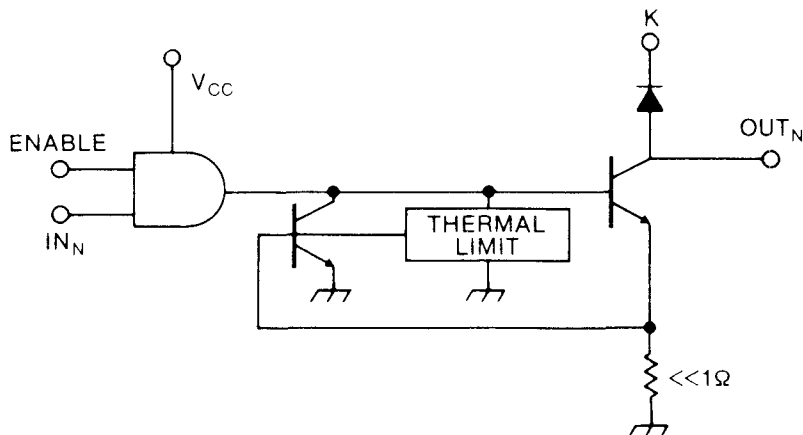 K
V_CC
ENABLE
OUT_N
IN_N
THERMAL
LIMIT
<<1Ω